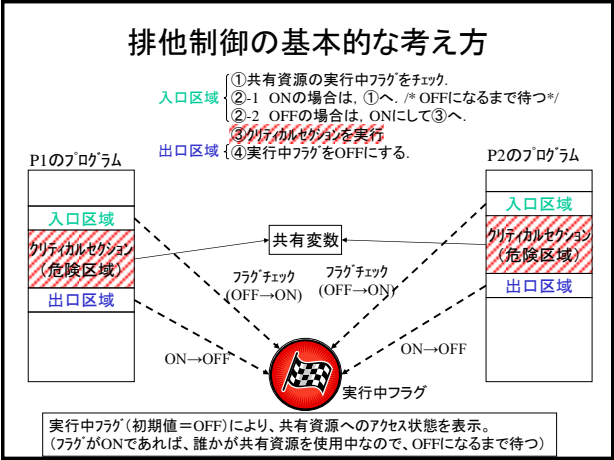 排他制御の基本的な考え方
入口区域
①共有資源の実行中フラグをチェック.
②-1 ONの場合は, ①へ. /* OFFになるまで待つ*/
②-2 OFFの場合は, ONにして③へ.
③クリティカルセクションを実行
出口区域
④実行中フラグをOFFにする.
P1のプログラム
入口区域
クリティカルセクション
(危険区域)
出口区域
P2のプログラム
入口区域
クリティカルセクション
(危険区域)
出口区域
共有変数
フラグチェック
(OFF→ON)
フラグチェック
(OFF→ON)
ON→OFF
ON→OFF
実行中フラグ
実行中フラグ(初期値=OFF)により、共有資源へのアクセス状態を表示。
(フラグがONであれば、誰かが共有資源を使用中なので、OFFになるまで待つ)